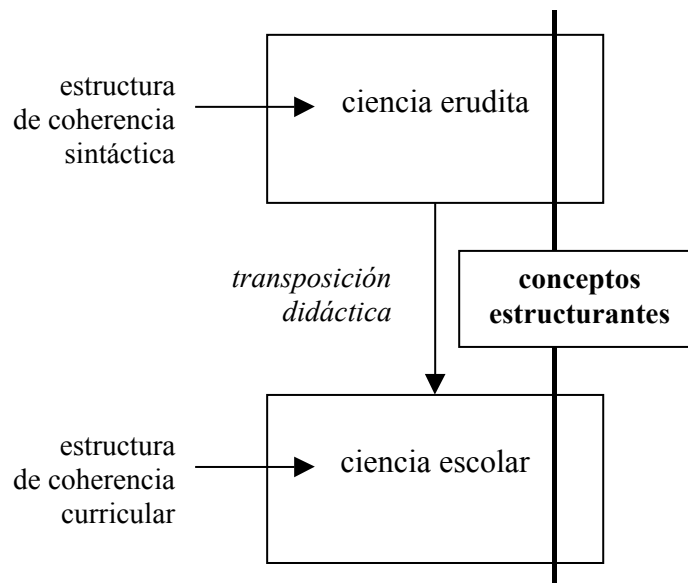 estructura
de coherencia
sintáctica
ciencia erudita
transposición
didáctica
conceptos
estructurantes
estructura
de coherencia
curricular
ciencia escolar